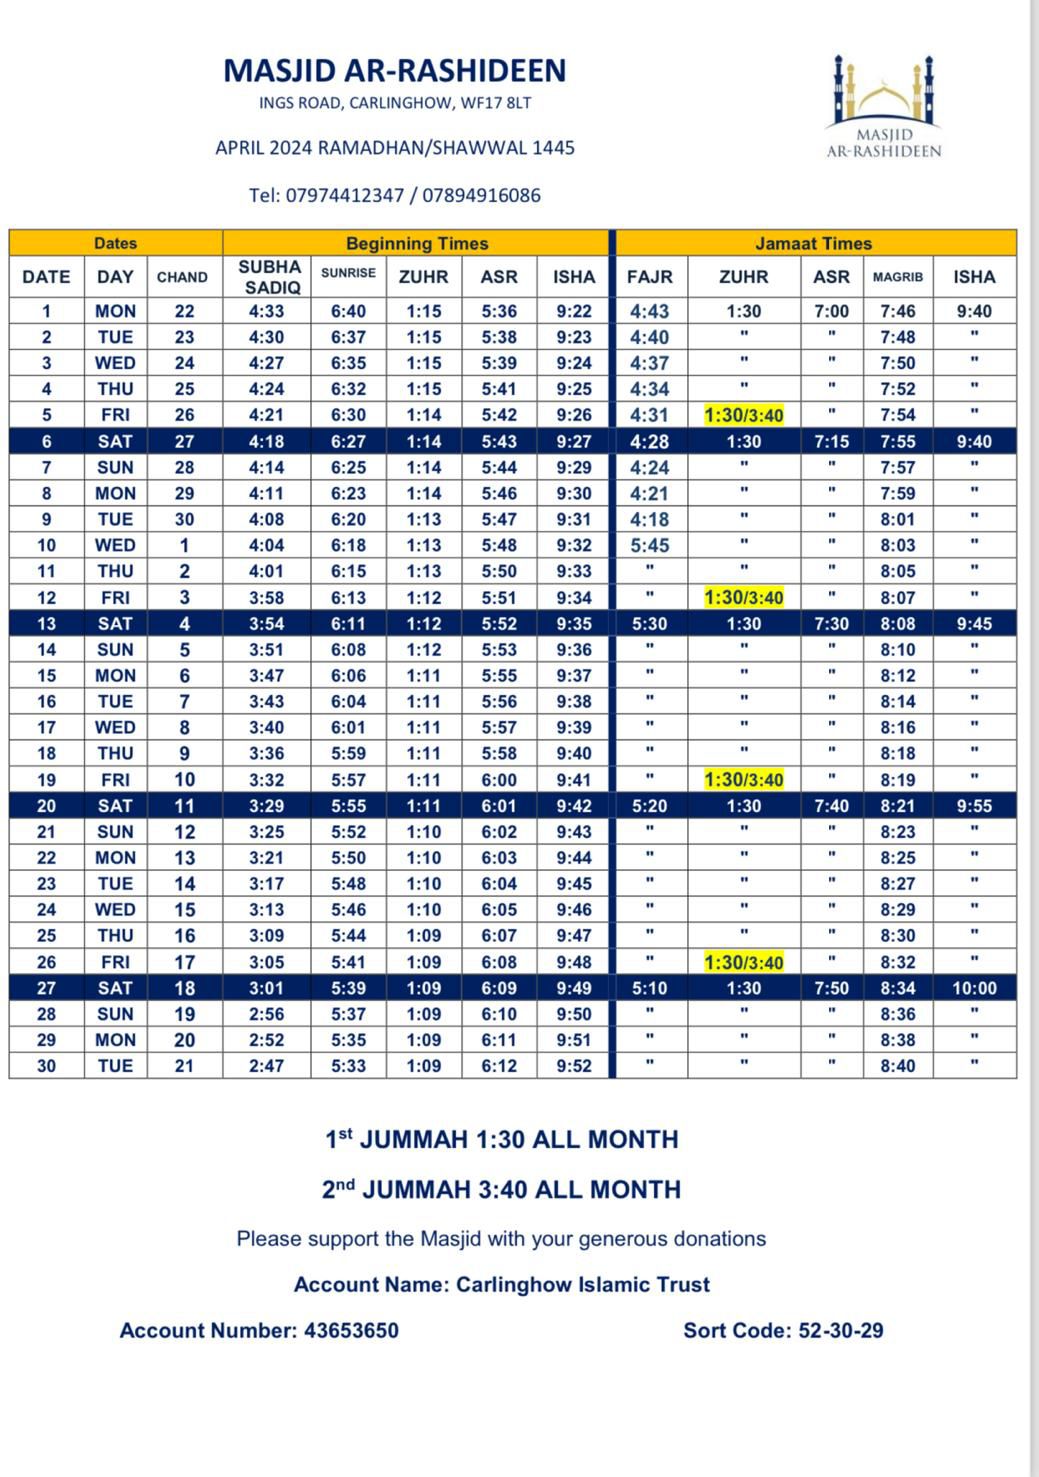 MASJID AR-RASHIDEEN
INGS ROAD, CARLINGHOW, WF17 8LT
APRIL 2024 RAMADHAN/SHAWWAL 1445
Tel: 07974412347 / 07894916086
MASJID
AR-RASHIDEEN
Dates Beginning Times Jamaat Times
DATE DAY CHAND SUBHA SADIQ SUNRISE ZUHR ASR ISHA FAJR ZUHR ASR MAGRIB ISHA
1 MON 22 4:33 6:40 1:15 5:36 9:22 4:43 1:30 7:00 7:46 9:40
2 TUE 23 4:30 6:37 1:15 5:38 9:23 4:40 " " 7:48 "
3 WED 24 4:27 6:35 1:15 5:39 9:24 4:37 " " 7:50 "
4 THU 25 4:24 6:32 1:15 5:41 9:25 4:34 " " 7:52 "
5 FRI 26 4:21 6:30 1:14 5:42 9:26 4:31 1:30/3:40 " 7:54 "
6 SAT 27 4:18 6:27 1:14 5:43 9:27 4:28 1:30 7:15 7:55 9:40
7 SUN 28 4:14 6:25 1:14 5:44 9:29 4:24 " " 7:57 "
8 MON 29 4:11 6:23 1:14 5:46 9:30 4:21 " " 7:59 "
9 TUE 30 4:08 6:20 1:13 5:47 9:31 4:18 " " 8:01 "
10 WED 1 4:04 6:18 1:13 5:48 9:32 5:45 " " 8:03 "
11 THU 2 4:01 6:15 1:13 5:50 9:33 " " " 8:05 "
12 FRI 3 3:58 6:13 1:12 5:51 9:34 " 1:30/3:40 " 8:07 "
13 SAT 4 3:54 6:11 1:12 5:52 9:35 5:30 1:30 7:30 8:08 9:45
14 SUN 5 3:51 6:08 1:12 5:53 9:36 " " " 8:10 "
15 MON 6 3:47 6:06 1:11 5:55 9:37 " " " 8:12 "
16 TUE 7 3:43 6:04 1:11 5:56 9:38 " " " 8:14 "
17 WED 8 3:40 6:01 1:11 5:57 9:39 " " " 8:16 "
18 THU 9 3:36 5:59 1:11 5:58 9:40 " " " 8:18 "
19 FRI 10 3:32 5:57 1:11 6:00 9:41 " 1:30/3:40 " 8:19 "
20 SAT 11 3:29 5:55 1:11 6:01 9:42 5:20 1:30 7:40 8:21 9:55
21 SUN 12 3:25 5:52 1:10 6:02 9:43 " " " 8:23 "
22 MON 13 3:21 5:50 1:10 6:03 9:44 " " " 8:25 "
23 TUE 14 3:17 5:48 1:10 6:04 9:45 " " " 8:27 "
24 WED 15 3:13 5:46 1:10 6:05 9:46 " " " 8:29 "
25 THU 16 3:09 5:44 1:09 6:07 9:47 " " " 8:30 "
26 FRI 17 3:05 5:41 1:09 6:08 9:48 " 1:30/3:40 " 8:32 "
27 SAT 18 3:01 5:39 1:09 6:09 9:49 5:10 1:30 7:50 8:34 10:00
28 SUN 19 2:56 5:37 1:09 6:10 9:50 " " " 8:36 "
29 MON 20 2:52 5:35 1:09 6:11 9:51 " " " 8:38 "
30 TUE 21 2:47 5:33 1:09 6:12 9:52 " " " 8:40 "
1st JUMMAH 1:30 ALL MONTH
2nd JUMMAH 3:40 ALL MONTH
Please support the Masjid with your generous donations
Account Name: Carlinghow Islamic Trust
Account Number: 43653650 Sort Code: 52-30-29